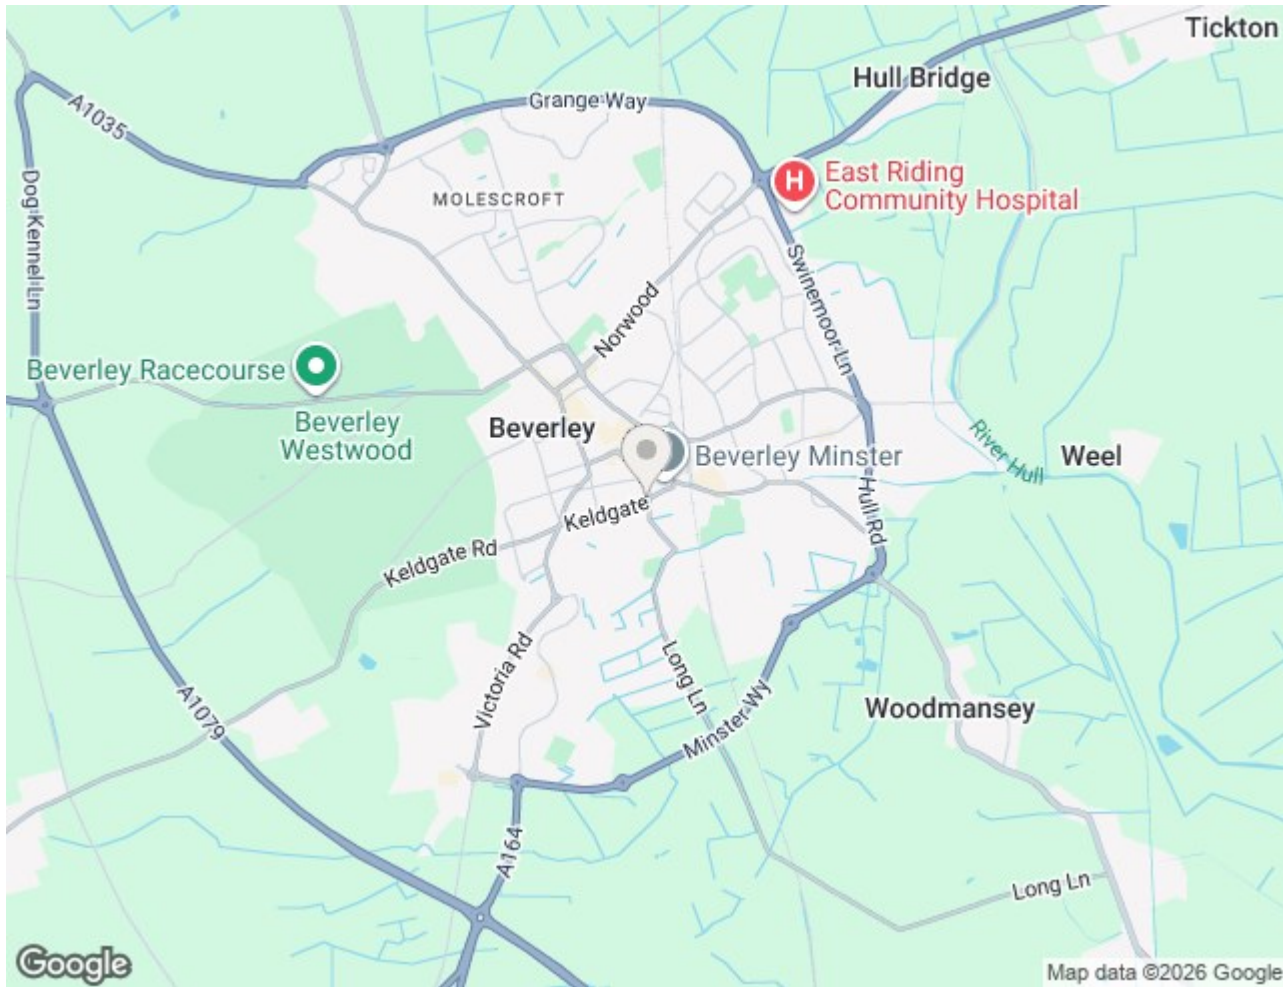 Tickton
Hull Bridge
Grange Way
A1035
East Riding
Community Hospital
Dog Kennel Ln
MOLESCROFT
Swinemoor Ln
Norwood
Beverley Racecourse
Beverley
Westwood
Beverley
Beverley Minster
River Hull
Weel
Hull Rd
Keldgate
Keldgate Rd
Victoria Rd
Long Ln
A1079
Minster Wy
Woodmansey
A164
Long Ln
Google
Map data ©2026 Google
H